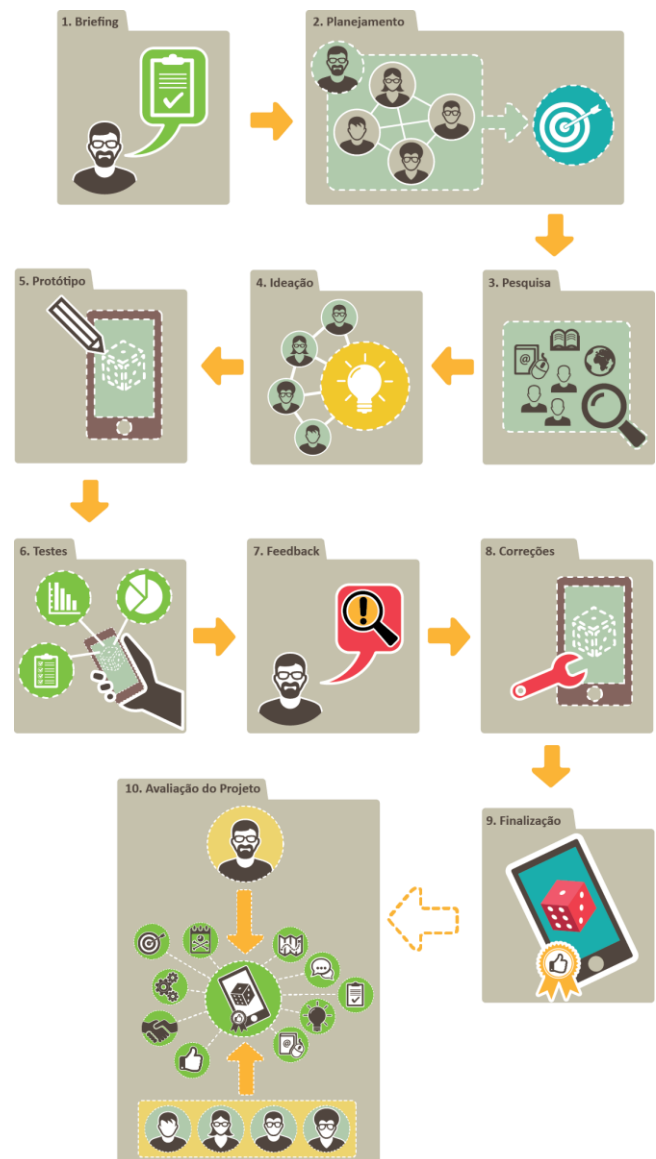 1. Briefing
2. Planejamento
3. Pesquisa
4. Ideação
5. Protótipo
6. Testes
7. Feedback
8. Correções
9. Finalização
10. Avaliação do Projeto